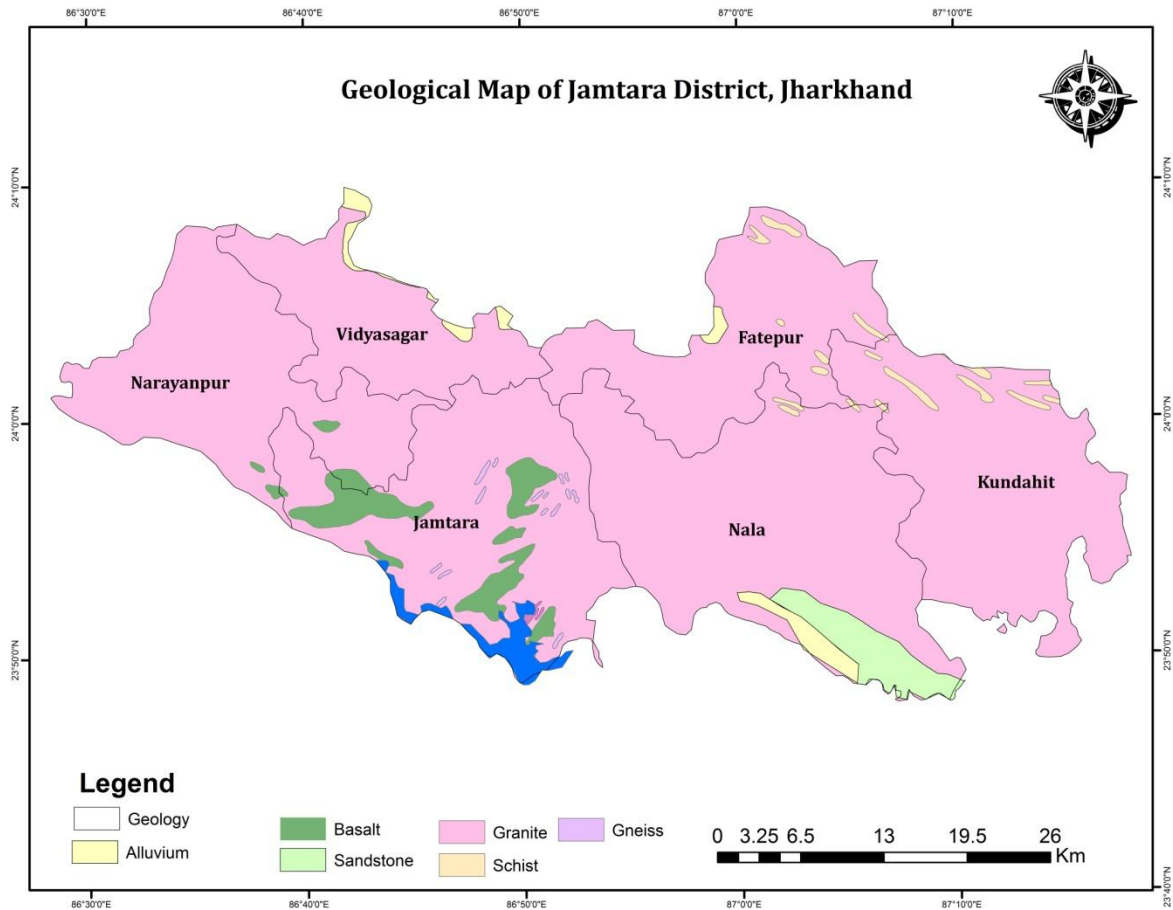 86°30'0"E 86°40'0"E 86°50'0"E 87°0'0"E 87°10'0"E
Geological Map of Jamtara District, Jharkhand
24°10'0"N 24°10'0"N
Vidyasagar
Fatepur
Narayanpur
24°0'0"N 24°0'0"N
Kundahit
Jamtara
Nala
23°50'0"N 23°50'0"N
Legend
Geology
Alluvium
Basalt
Sandstone
Granite
Schist
Gneiss
0 3.25 6.5 13 19.5 26
Km
23°40'0"N
86°30'0"E 86°40'0"E 86°50'0"E 87°0'0"E 87°10'0"E